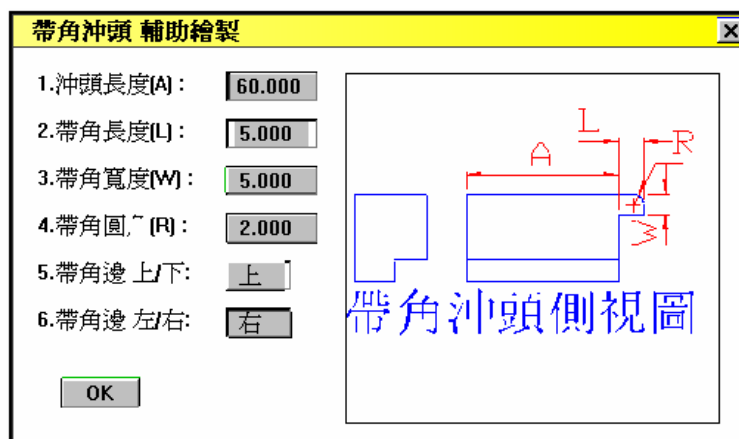 帶角沖頭 輔助繪製
1.沖頭長度(A) : 60.000
2.帶角長度(L) : 5.000
3.帶角寬度(W) : 5.000
4.帶角圓,~(R) : 2.000
5.帶角邊 上/下: 上
6.帶角邊 左/右: 右
OK
L
A
R
W
帶角沖頭側視圖